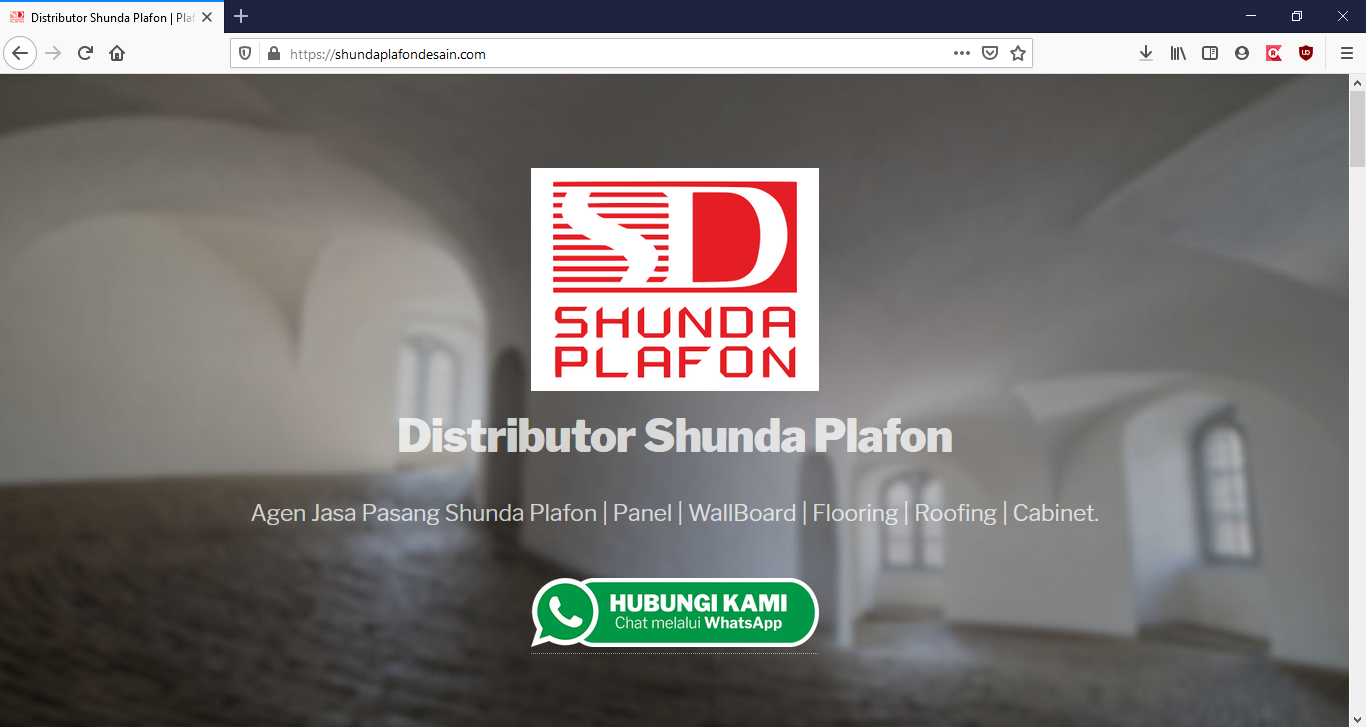 Distributor Shunda Plafon | Plaf
https://shundaplafondesain.com
SD
SHUNDA
PLAFON
Distributor Shunda Plafon
Agen Jasa Pasang Shunda Plafon | Panel | WallBoard | Flooring | Roofing | Cabinet.
HUBUNGI KAMI
Chat melalui WhatsApp